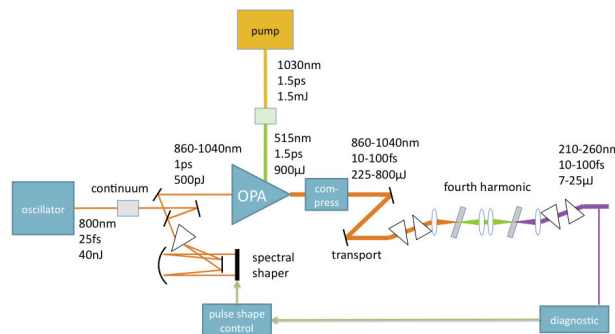 pump
1030nm
1.5ps
1.5mJ
860-1040nm
1ps
500pJ
515nm
1.5ps
900μJ
860-1040nm
10-100fs
225-800μJ
210-260nm
10-100fs
7-25μJ
continuum
OPA
com-
press
fourth harmonic
oscillator
800nm
25fs
40nJ
transport
spectral
shaper
pulse shape
control
diagnostic